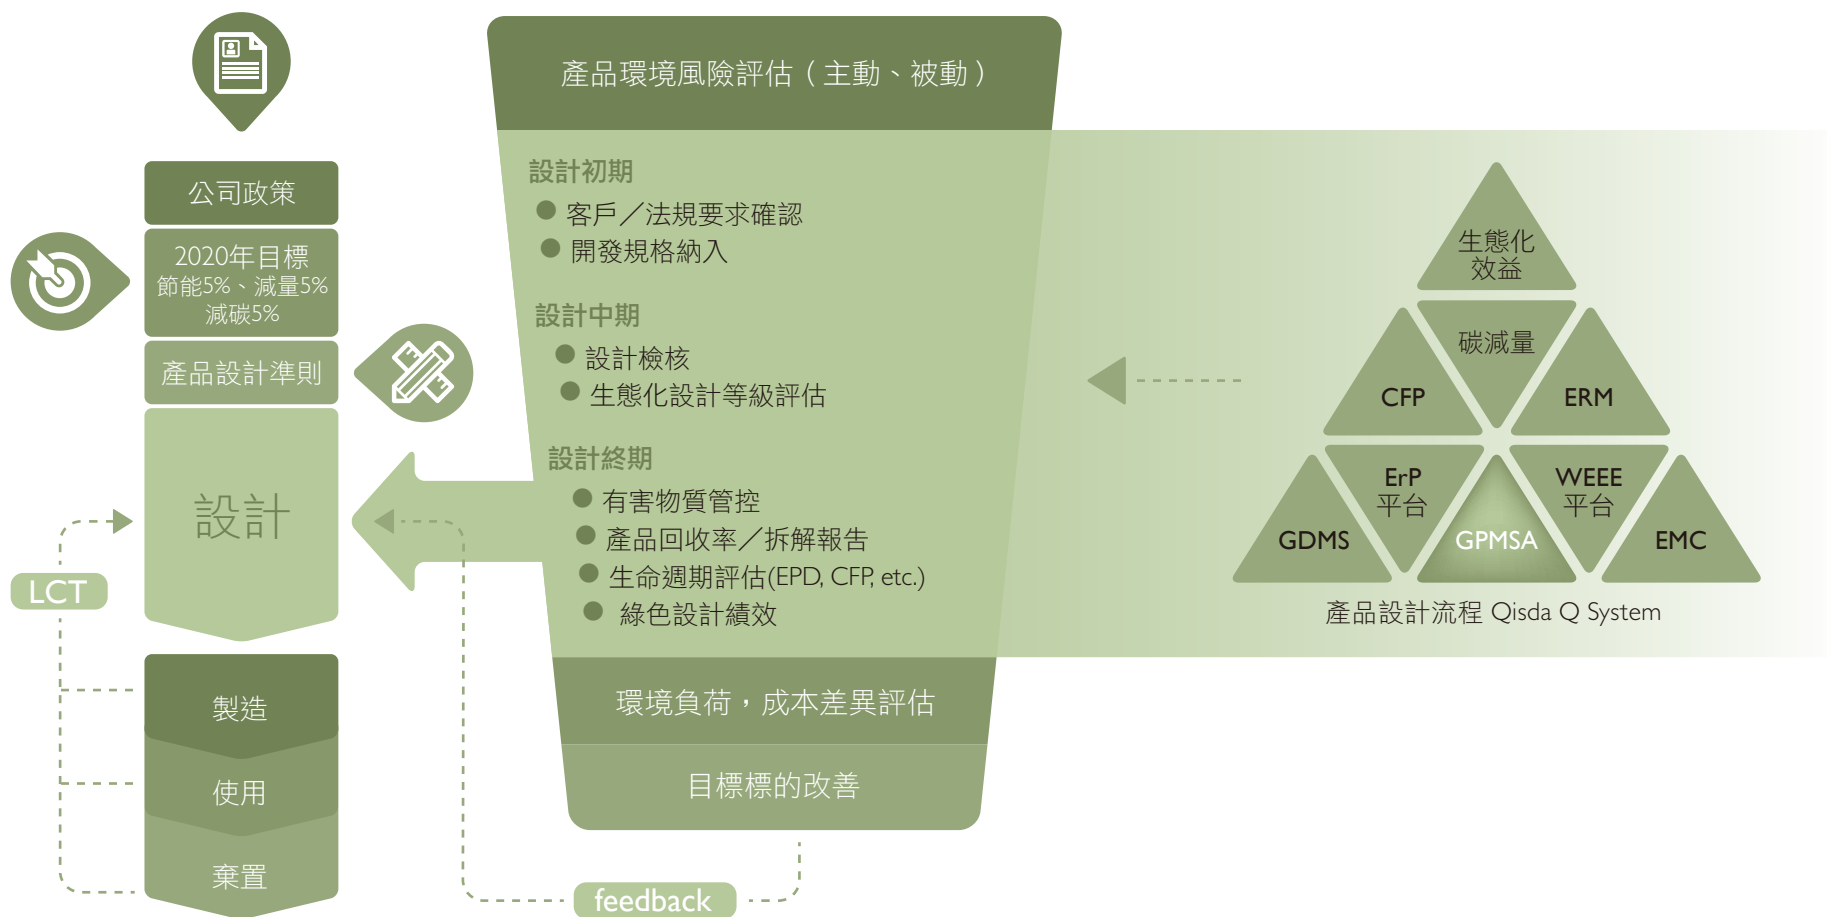 公司政策
2020年目標
節能5%、減量5%
減碳5%
產品設計準則
設計
LCT
製造
使用
棄置
產品環境風險評估（主動、被動）
設計初期
客戶／法規要求確認
開發規格納入
設計中期
設計檢核
生態化設計等級評估
設計終期
有害物質管控
產品回收率／拆解報告
生命週期評估(EPD, CFP, etc.)
綠色設計績效
環境負荷，成本差異評估
目標標的改善
feedback
生態化
效益
碳減量
CFP
ERM
ErP
平台
WEEE
平台
GDMS
GPMSA
EMC
產品設計流程 Qisda Q System